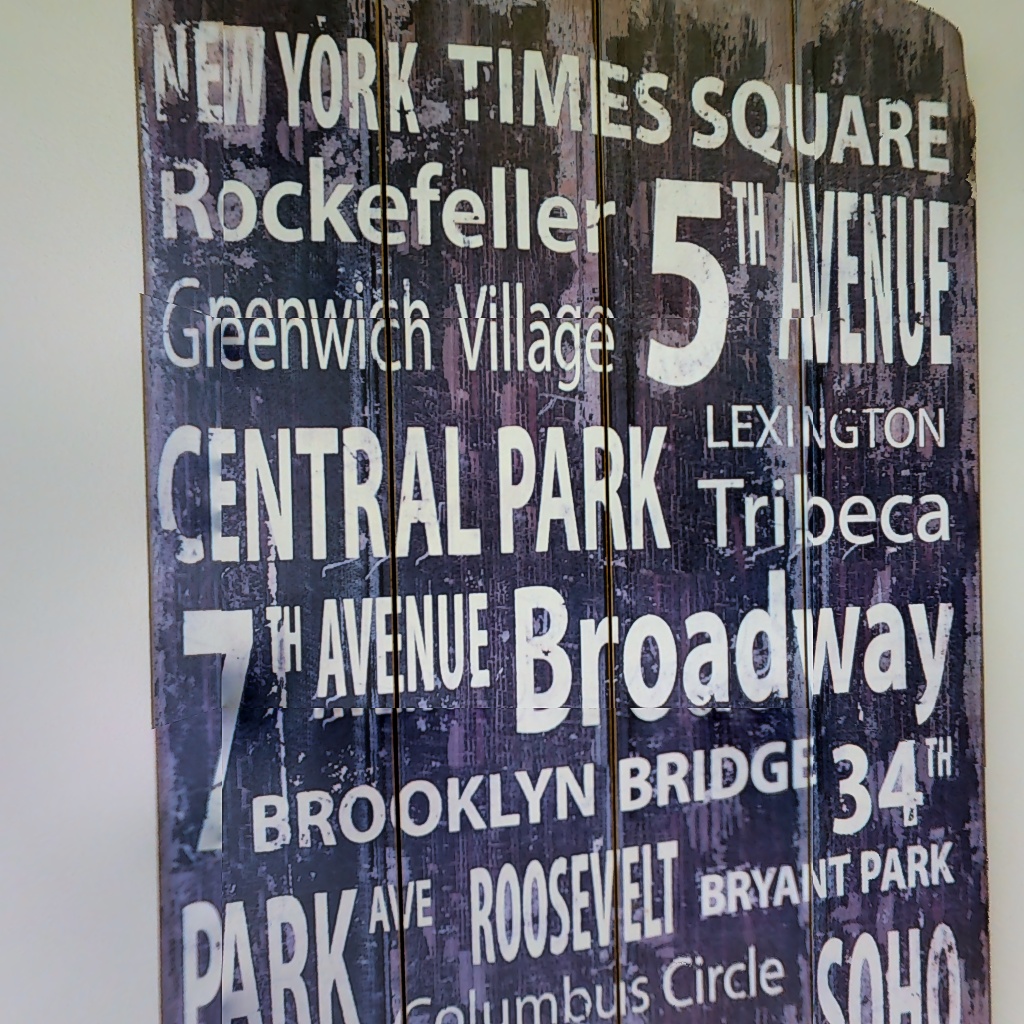 NEW YORK TIMES SQUARE
Rockefeller
5TH AVENUE
Greenwich Village
LEXINGTON
CENTRAL PARK
Tribeca
7TH AVENUE Broadway
BROOKLYN BRIDGE 34TH
PARK AVE ROOSEVELT BRYANT PARK
Columbus Circle SOHO